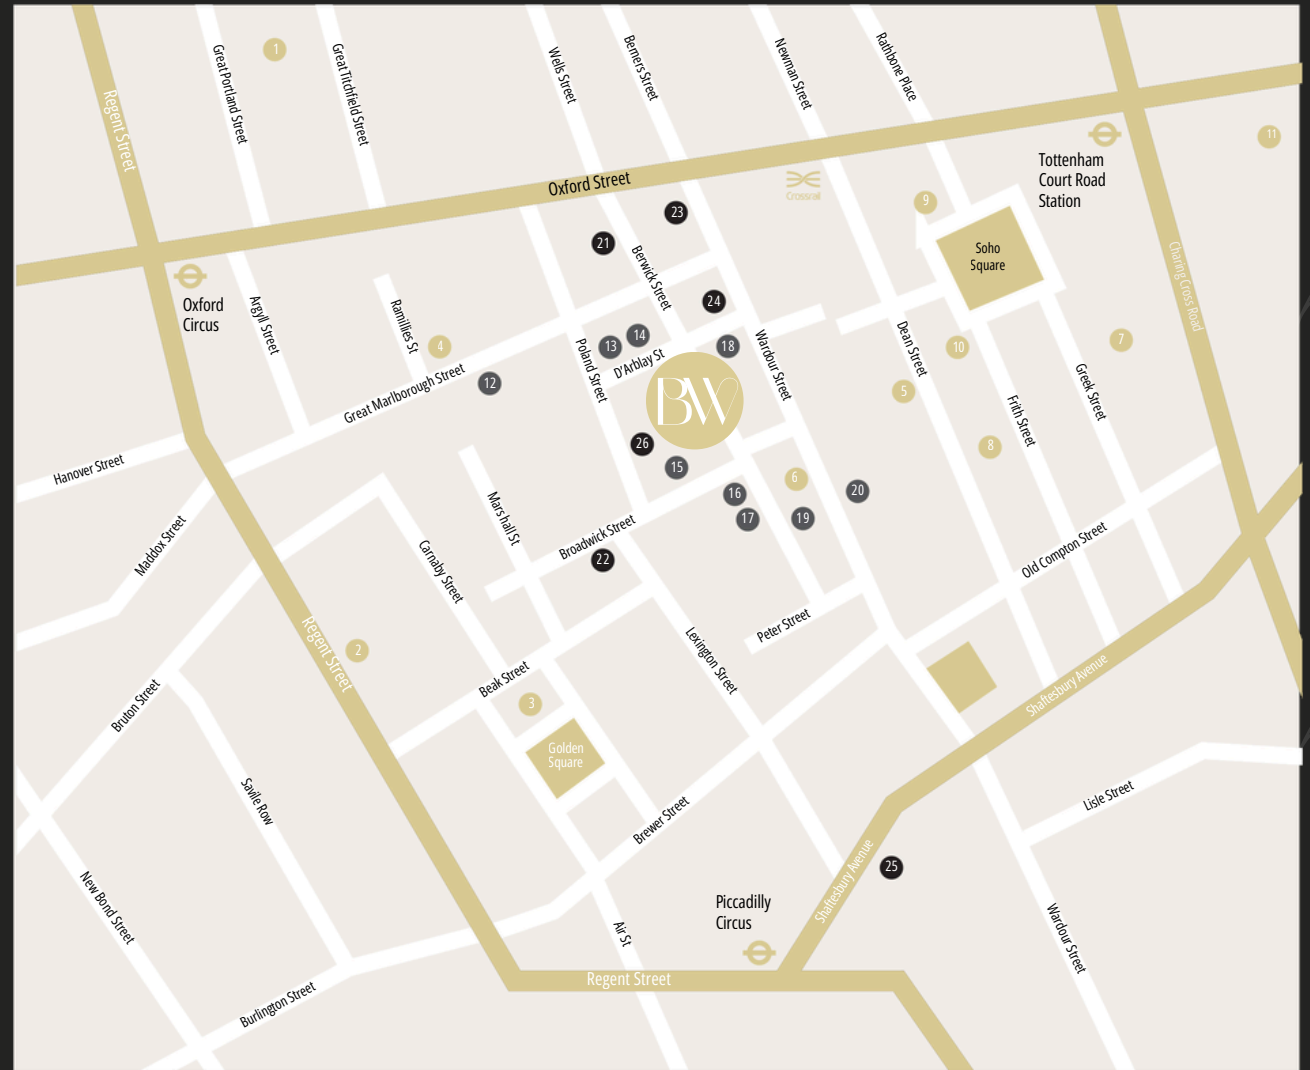 Regent Street
Great Portland Street
1
Great Titchfield Street
Wells Street
Berners Street
Newman Street
Rathbone Place
11
Tottenham
Court Road
Station
Oxford Street
Crossrail
9
23
21
Soho
Square
Charing Cross Road
Oxford
Circus
Argyll Street
Ramillies St
4
Berwick Street
24
13
14
18
D'Arblay St
Poland Street
Wardour Street
Dean Street
10
7
12
Great Marlborough Street
BW
5
Greek Street
Frith Street
8
Hanover Street
26
15
6
16
17
19
20
Maddox Street
Carnaby Street
Marshall St
Broadwick Street
22
Old Compton Street
Regent Street
2
Lexington Street
Peter Street
Beak Street
3
Shaftesbury Avenue
Bruton Street
Golden
Square
Savile Row
Brewer Street
Lisle Street
Shaftesbury Avenue
25
New Bond Street
Piccadilly
Circus
Air St
Wardour Street
Regent Street
Burlington Street